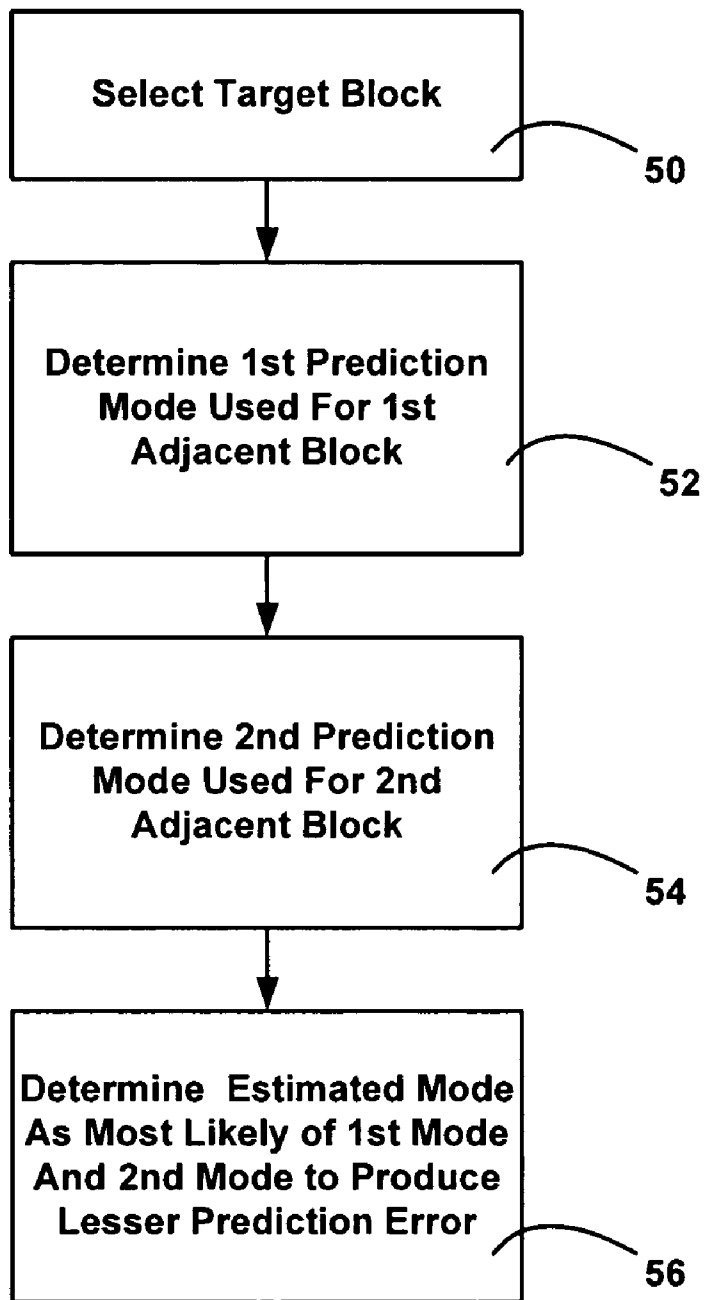 Select Target Block
50
Determine 1st Prediction
Mode Used For 1st
Adjacent Block
52
Determine 2nd Prediction
Mode Used For 2nd
Adjacent Block
54
Determine Estimated Mode
As Most Likely of 1st Mode
And 2nd Mode to Produce
Lesser Prediction Error
56